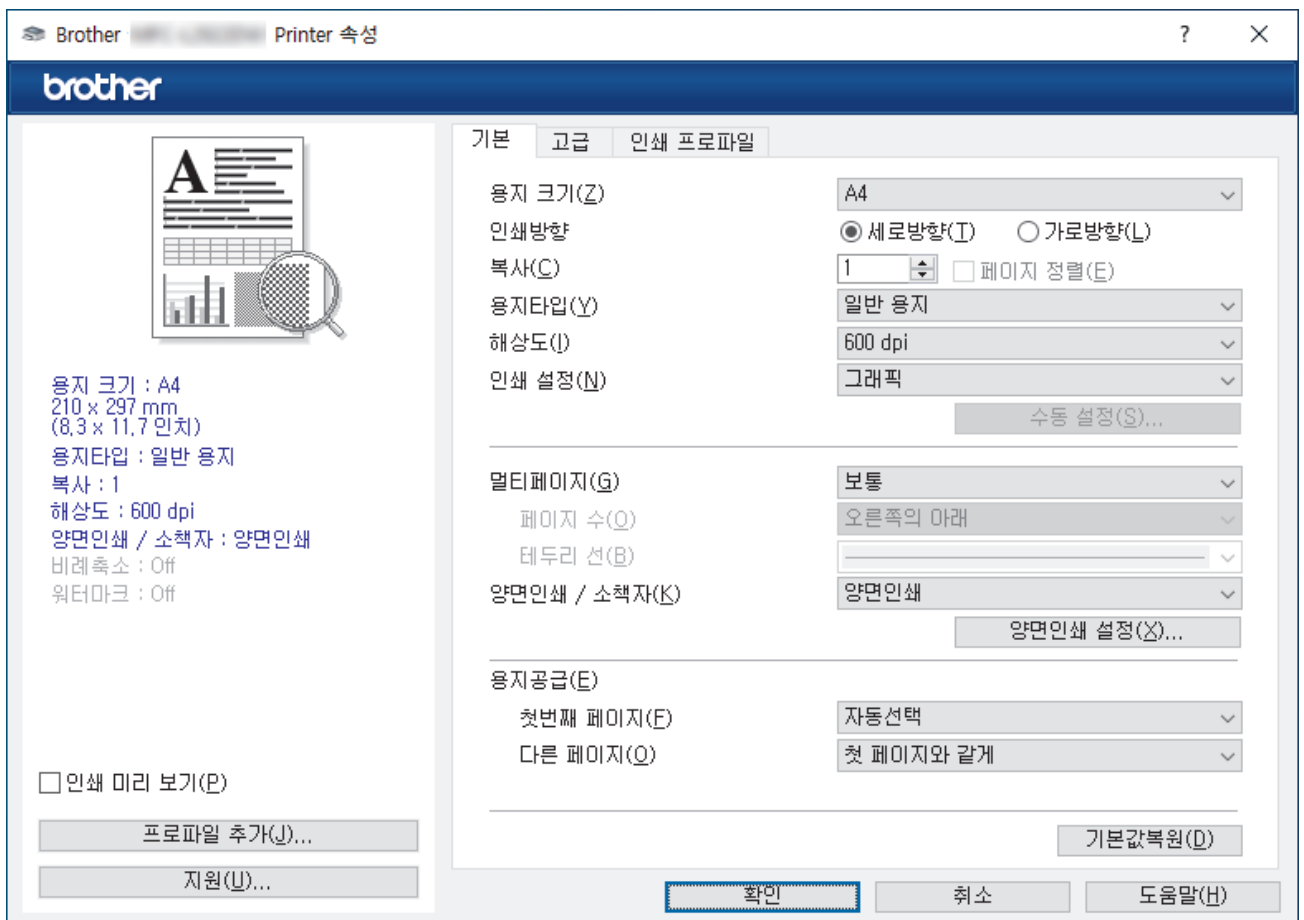 Brother Printer 속성
?
brother
A
용지 크기 : A4
210 x 297 mm
(8,3 x 11,7 인치)
용지타입 : 일반 용지
복사 : 1
해상도 : 600 dpi
양면인쇄 / 소책자 : 양면인쇄
비례축소 : Off
워터마크 : Off
인쇄 미리 보기(P)
프로파일 추가(J)...
지원(U)...
기본 고급 인쇄 프로파일
용지 크기(Z) A4
인쇄방향 세로방향(T) 가로방향(L)
복사(C) 1 페이지 정렬(E)
용지타입(Y) 일반 용지
해상도(I) 600 dpi
인쇄 설정(N) 그래픽
수동 설정(S)...
멀티페이지(G) 보통
페이지 수(O) 오른쪽의 아래
테두리 선(B)
양면인쇄 / 소책자(K) 양면인쇄
양면인쇄 설정(X)...
용지공급(E)
첫번째 페이지(F) 자동선택
다른 페이지(O) 첫 페이지와 같게
기본값복원(D)
확인 취소 도움말(H)